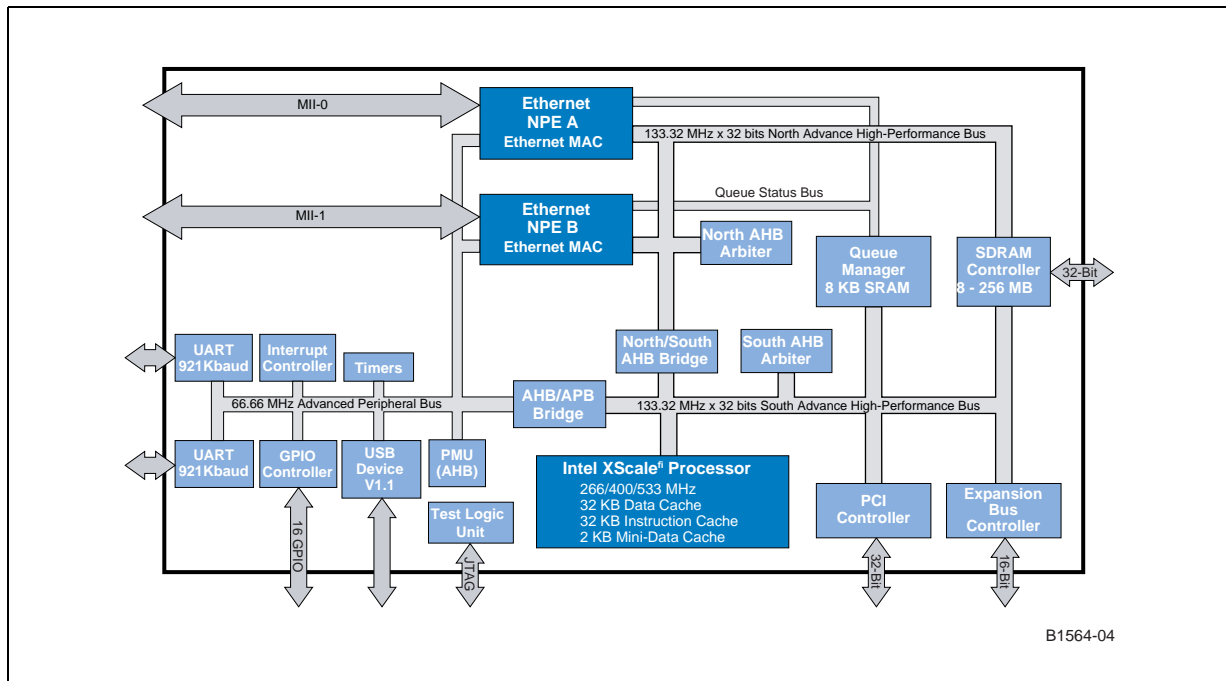 MII-0
Ethernet
NPE A
Ethernet MAC
133.32 MHz x 32 bits North Advance High-Performance Bus
Queue Status Bus
MII-1
Ethernet
NPE B
Ethernet MAC
North AHB
Arbiter
Queue
Manager
8 KB SRAM
SDRAM
Controller
8 - 256 MB
32-Bit
UART
921Kbaud
Interrupt
Controller
Timers
North/South
AHB Bridge
South AHB
Arbiter
66.66 MHz Advanced Peripheral Bus
AHB/APB
Bridge
133.32 MHz x 32 bits South Advance High-Performance Bus
UART
921Kbaud
GPIO
Controller
USB
Device
V1.1
PMU
(AHB)
Intel XScalefi Processor
266/400/533 MHz
32 KB Data Cache
32 KB Instruction Cache
2 KB Mini-Data Cache
PCI
Controller
Expansion
Bus
Controller
Test Logic
Unit
16 GPIO
JTAG
32-Bit
16-Bit
B1564-04